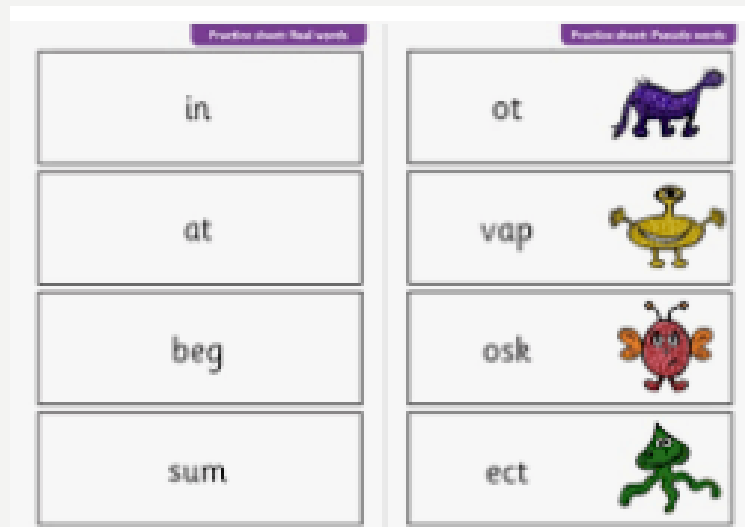 Practice sheet: Real words
in
at
beg
sum
Practice sheet: Pseudo words
ot
vap
osk
ect